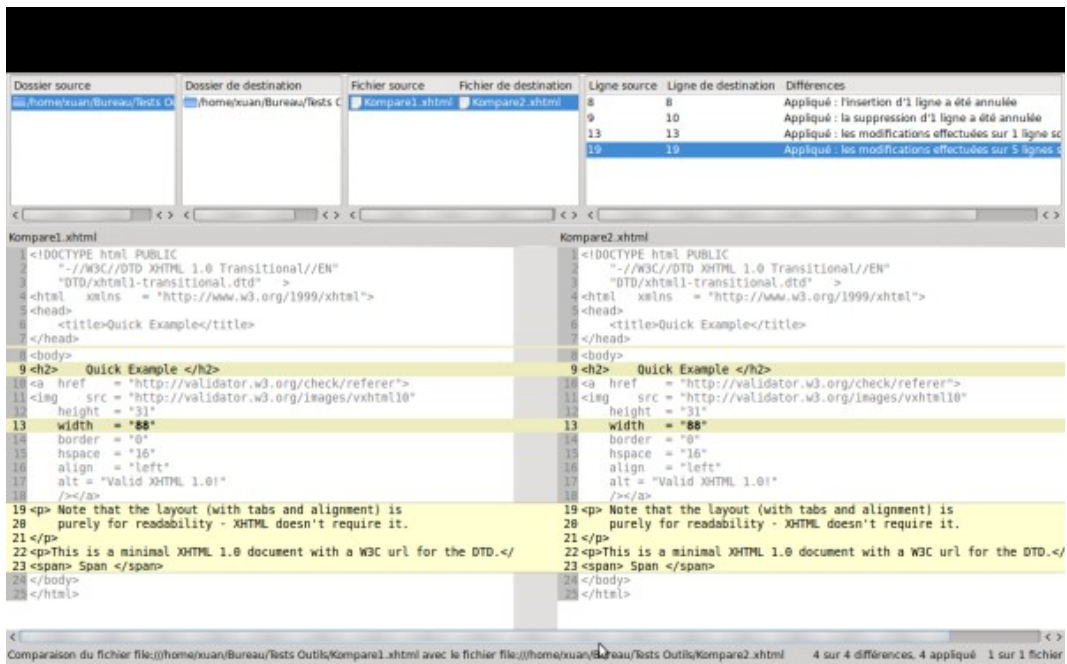 Dossier source
/home/xuan/Bureau/Tests
Dossier de destination
/home/xuan/Bureau/Tests
Fichier source Fichier de destination
Kompare1.xhtml Kompare2.xhtml
Ligne source Ligne de destination Différences
8 8 Appliqué : l'insertion d'1 ligne a été annulée
9 10 Appliqué : la suppression d'1 ligne a été annulée
13 13 Appliqué : les modifications effectuées sur 1 ligne
19 19 Appliqué : les modifications effectuées sur 5 lignes
Kompare1.xhtml
1 <!DOCTYPE html PUBLIC
2 "-//W3C//DTD XHTML 1.0 Transitional//EN"
3 "DTD/xhtml1-transitional.dtd" >
4 <html xmlns = "http://www.w3.org/1999/xhtml">
5 <head>
6 <title>Quick Example</title>
7 </head>
8 <body>
9 <h2> Quick Example </h2>
10 <a href = "http://validator.w3.org/check/referer">
11 <img src = "http://validator.w3.org/images/vxhtml10"
12 height = "31"
13 width = "88"
14 border = "0"
15 hspace = "16"
16 align = "left"
17 alt = "Valid XHTML 1.0!"
18 /></a>
19 <p> Note that the layout (with tabs and alignment) is
20 purely for readability - XHTML doesn't require it.
21 </p>
22 <p>This is a minimal XHTML 1.0 document with a W3C url for the DTD.</
23 <span> Span </span>
24 </body>
25 </html>
Kompare2.xhtml
1 <!DOCTYPE html PUBLIC
2 "-//W3C//DTD XHTML 1.0 Transitional//EN"
3 "DTD/xhtml1-transitional.dtd" >
4 <html xmlns = "http://www.w3.org/1999/xhtml">
5 <head>
6 <title>Quick Example</title>
7 </head>
8 <body>
9 <h2> Quick Example </h2>
10 <a href = "http://validator.w3.org/check/referer">
11 <img src = "http://validator.w3.org/images/vxhtml10"
12 height = "31"
13 width = "88"
14 border = "0"
15 hspace = "16"
16 align = "left"
17 alt = "Valid XHTML 1.0!"
18 /></a>
19 <p> Note that the layout (with tabs and alignment) is
20 purely for readability - XHTML doesn't require it.
21 </p>
22 <p>This is a minimal XHTML 1.0 document with a W3C url for the DTD.</
23 <span> Span </span>
24 </body>
25 </html>
Comparaison du fichier file:///home/xuan/Bureau/Tests Outils/Kompare1.xhtml avec le fichier file:///home/xuan/Bureau/Tests Outils/Kompare2.xhtml 4 sur 4 différences, 4 appliqué 1 sur 1 fichier